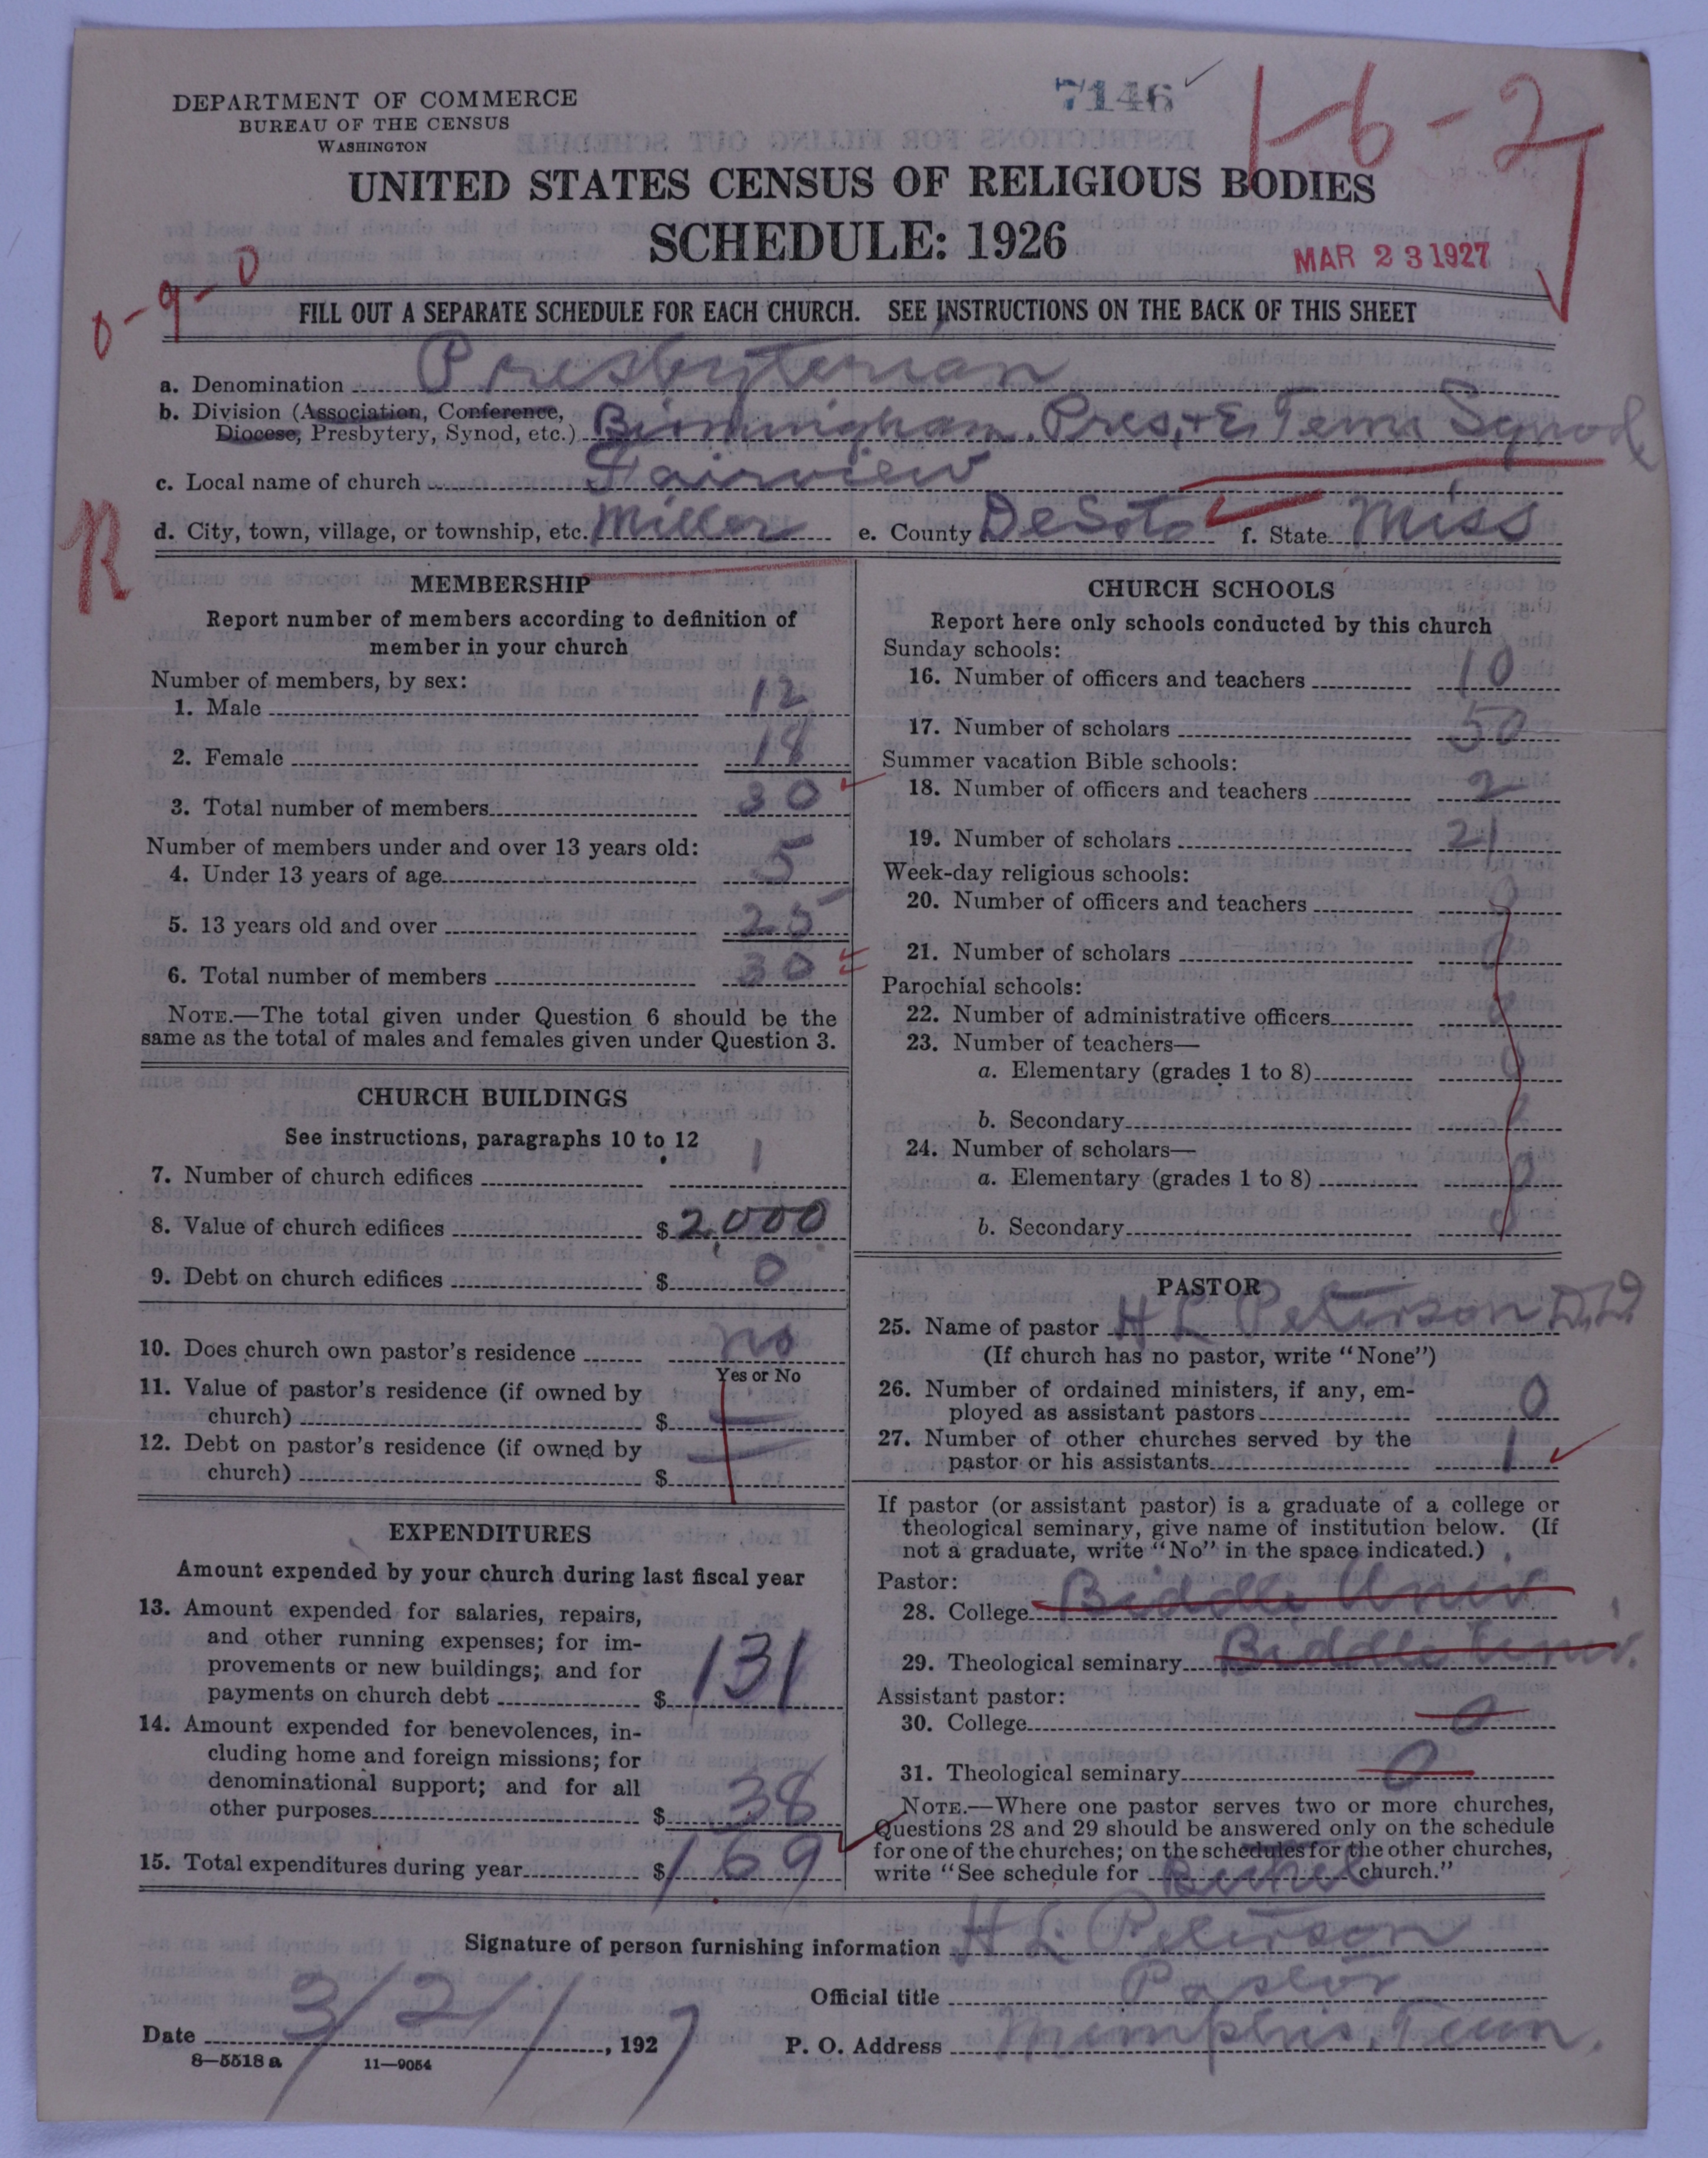 7146 ✓
1-6-2
DEPARTMENT OF COMMERCE
BUREAU OF THE CENSUS
WASHINGTON
UNITED STATES CENSUS OF RELIGIOUS BODIES
SCHEDULE: 1926
MAR 23 1927
0-9-0
FILL OUT A SEPARATE SCHEDULE FOR EACH CHURCH. SEE INSTRUCTIONS ON THE BACK OF THIS SHEET
a. Denomination Presbyterian
b. Division (Association, Conference,
Diocese, Presbytery, Synod, etc.) Birmingham Pres, + E Tenn Synod
c. Local name of church Fairview
R
d. City, town, village, or township, etc. Miller e. County DeSoto f. State Miss
MEMBERSHIP
Report number of members according to definition of
member in your church
Number of members, by sex:
1. Male 12
2. Female 18
3. Total number of members 30
Number of members under and over 13 years old:
4. Under 13 years of age 5
5. 13 years old and over 25
6. Total number of members 30
NOTE.—The total given under Question 6 should be the
same as the total of males and females given under Question 3.
CHURCH BUILDINGS
See instructions, paragraphs 10 to 12
7. Number of church edifices 1
8. Value of church edifices $ 2,000
9. Debt on church edifices $ 0
10. Does church own pastor's residence no
Yes or No
11. Value of pastor's residence (if owned by
church) $
12. Debt on pastor's residence (if owned by
church) $
EXPENDITURES
Amount expended by your church during last fiscal year
13. Amount expended for salaries, repairs,
and other running expenses; for im-
provements or new buildings; and for
payments on church debt $ 131
14. Amount expended for benevolences, in-
cluding home and foreign missions; for
denominational support; and for all
other purposes $ 38
15. Total expenditures during year $ 169
CHURCH SCHOOLS
Report here only schools conducted by this church
Sunday schools:
16. Number of officers and teachers 10
17. Number of scholars 50
Summer vacation Bible schools:
18. Number of officers and teachers 2
19. Number of scholars 21
Week-day religious schools:
20. Number of officers and teachers 0
21. Number of scholars 0
Parochial schools:
22. Number of administrative officers 0
23. Number of teachers—
a. Elementary (grades 1 to 8) 0
b. Secondary 0
24. Number of scholars—
a. Elementary (grades 1 to 8) 0
b. Secondary 0
PASTOR
25. Name of pastor H L Peterson D.D.
(If church has no pastor, write "None")
26. Number of ordained ministers, if any, em-
ployed as assistant pastors 0
27. Number of other churches served by the
pastor or his assistants 1
If pastor (or assistant pastor) is a graduate of a college or
theological seminary, give name of institution below. (If
not a graduate, write "No" in the space indicated.)
Pastor:
28. College Biddle Univ
29. Theological seminary Biddle Univ.
Assistant pastor:
30. College 0
31. Theological seminary 0
NOTE.—Where one pastor serves two or more churches,
Questions 28 and 29 should be answered only on the schedule
for one of the churches; on the schedules for the other churches,
write "See schedule for Bethel church."
Signature of person furnishing information H L Peterson
Official title Pastor
Date 3/21/, 1927 P. O. Address Memphis, Tenn.
8—5518 a 11—9054